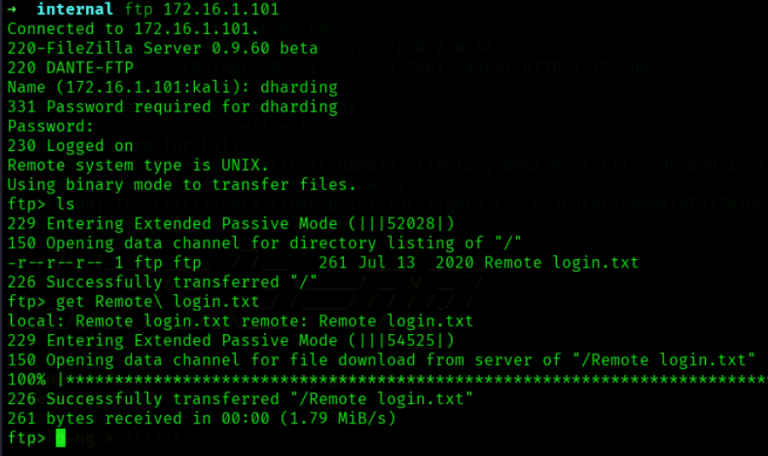 → internal ftp 172.16.1.101
Connected to 172.16.1.101.
220-FileZilla Server 0.9.60 beta
220 DANTE-FTP
Name (172.16.1.101:kali): dharding
331 Password required for dharding
Password:
230 Logged on
Remote system type is UNIX.
Using binary mode to transfer files.
ftp> ls
229 Entering Extended Passive Mode (|||52028|)
150 Opening data channel for directory listing of "/"
-r--r--r-- 1 ftp ftp            261 Jul 13  2020 Remote login.txt
226 Successfully transferred "/"
ftp> get Remote\ login.txt
local: Remote login.txt remote: Remote login.txt
229 Entering Extended Passive Mode (|||54525|)
150 Opening data channel for file download from server of "/Remote login.txt"
100% |************************************************************************
226 Successfully transferred "/Remote login.txt"
261 bytes received in 00:00 (1.79 MiB/s)
ftp>